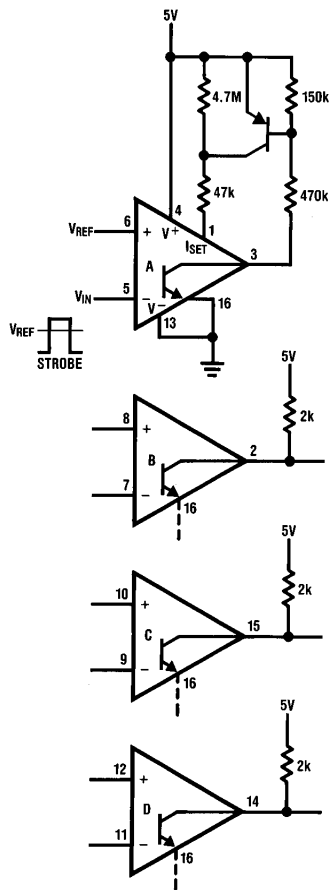 5V
4.7M
150k
47k
470k
4
V+
1
ISET
6
VREF
+
3
A
5
VIN
−
V−
16
13
VREF
STROBE
5V
2k
8
+
2
B
7
−
16
5V
2k
10
+
15
C
9
−
16
5V
2k
12
+
14
D
11
−
16